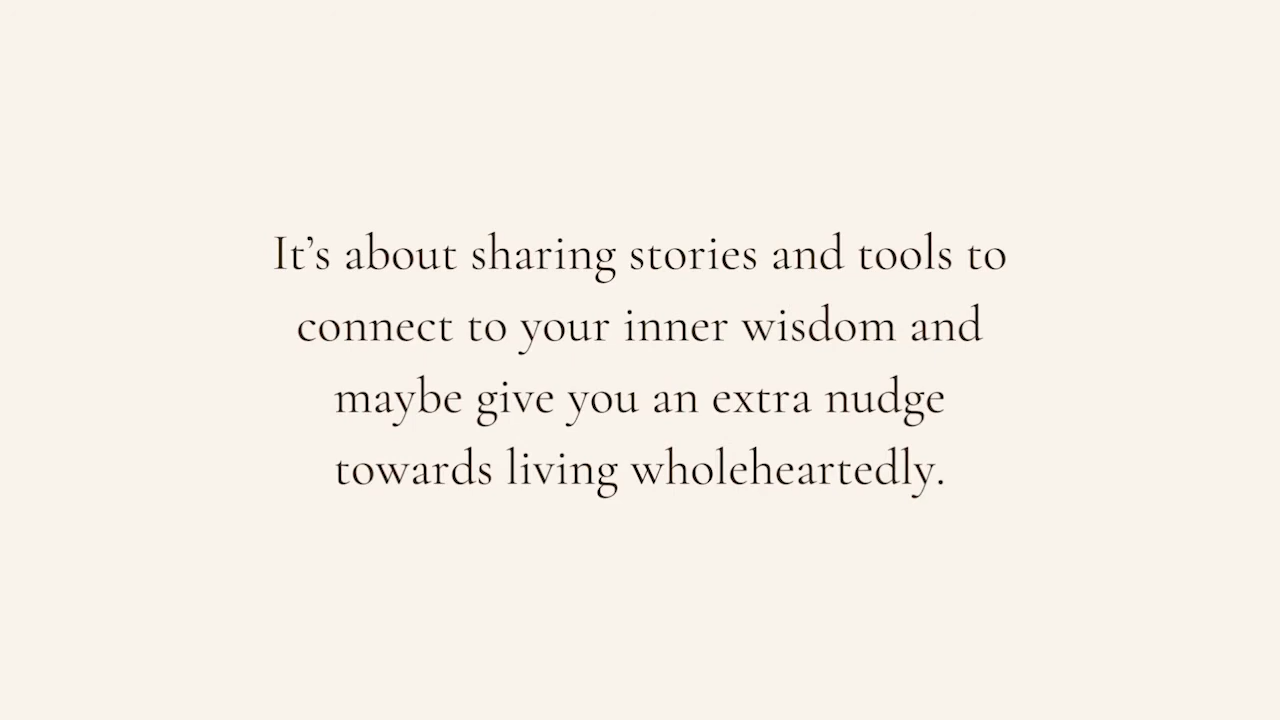 It’s about sharing stories and tools to
connect to your inner wisdom and
maybe give you an extra nudge
towards living wholeheartedly.